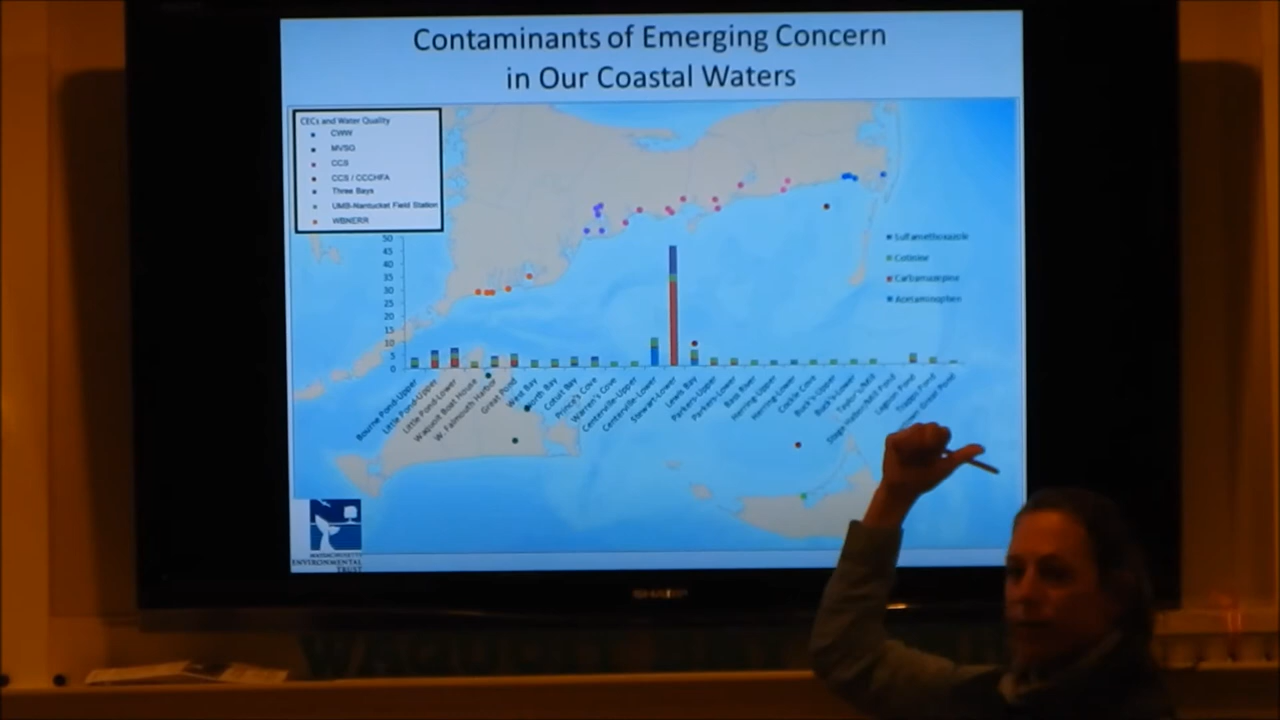 Contaminants of Emerging Concern
in Our Coastal Waters
CECs and Water Quality
CWW
MVSG
CCS
CCS / CCCHFA
Three Bays
UMB-Nantucket Field Station
WBNERR
50
45
40
35
30
25
20
15
10
5
0
Sulfamethoxazole
Cotinine
Carbamazepine
Acetaminophen
Bourne Pond-Upper
Little Pond-Upper
Little Pond-Lower
Waquoit Boat House
W. Falmouth Harbor
Great Pond
West Bay
North Bay
Cotuit Bay
Prince's Cove
Warren's Cove
Centerville-Upper
Centerville-Lower
Stewart-Lower
Lewis Bay
Parkers-Upper
Parkers-Lower
Bass River
Herring-Upper
Herring-Lower
Cockle Cove
Buck's-Upper
Buck's-Lower
Taylor's/Mill
Stage Harbor/Mill Pond
Lagoon Pond
Trapps Pond
Green Pond
MASSACHUSETTS
ENVIRONMENTAL
TRUST
SHARP